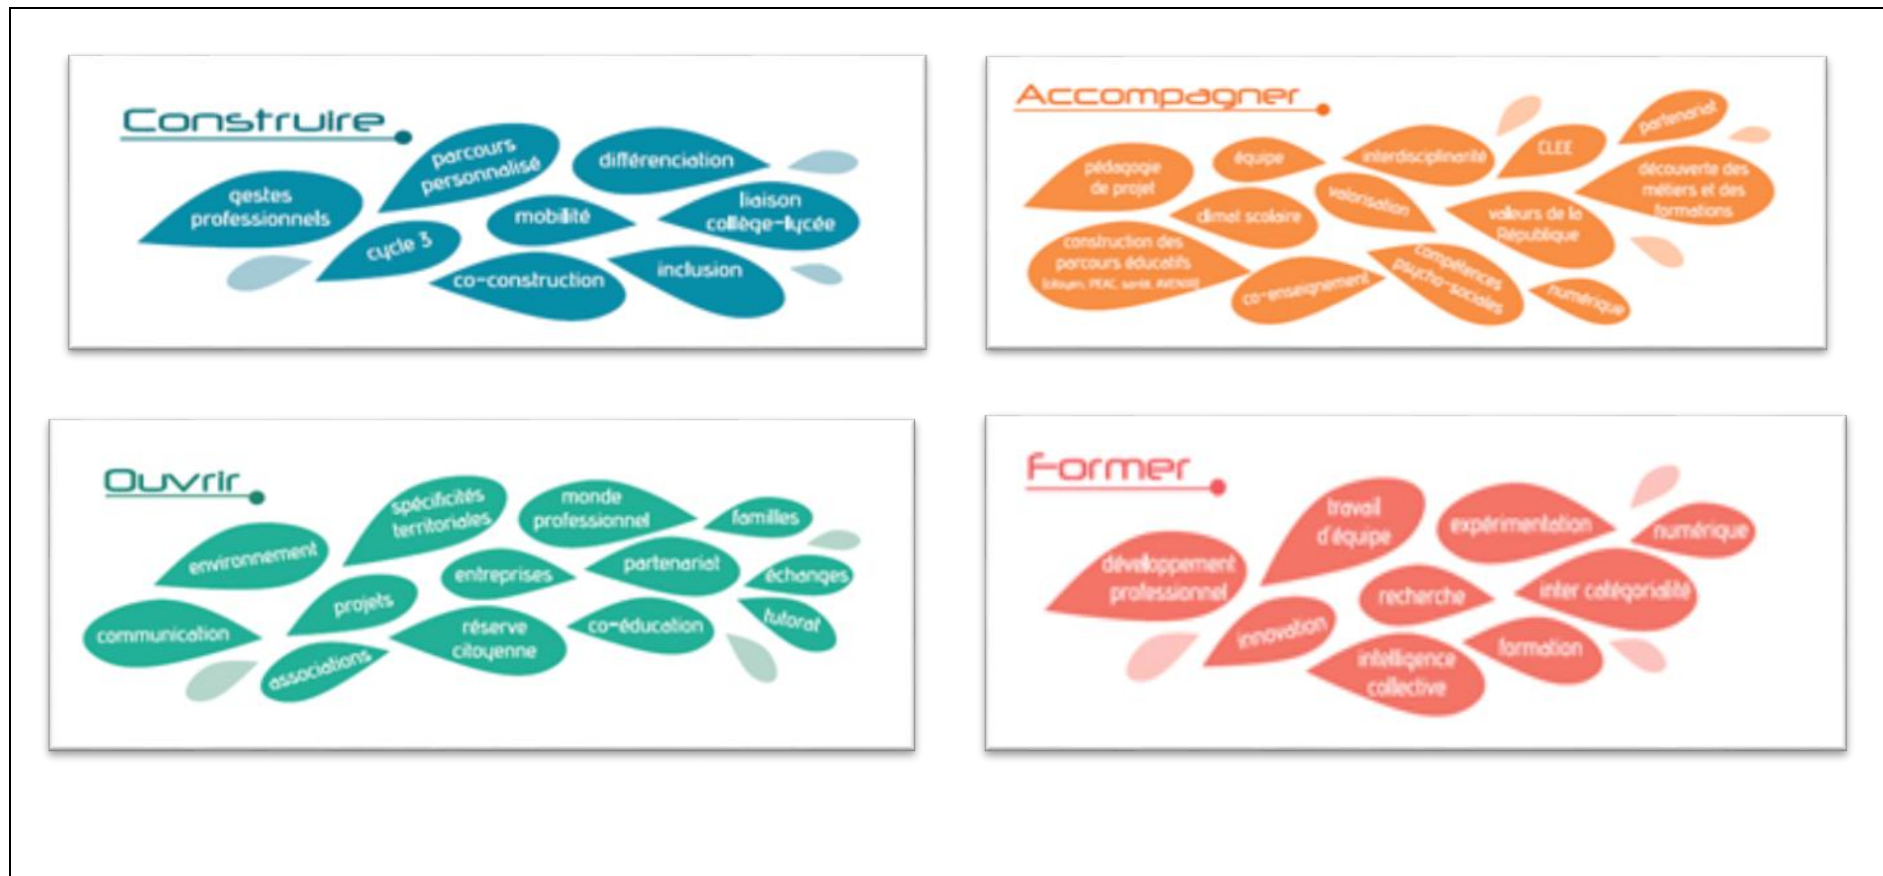 Construire
parcours
personnalisé
différenciation
gestes
professionnels
mobilité
liaison
collège-lycée
cycle 3
co-construction
inclusion
Accompagner
partenariat
CLEE
interdisciplinarité
équipe
pédagogie
de projet
découverte des
métiers et des
formations
valorisation
climat scolaire
valeurs de la
République
construction des
parcours éducatifs
(citoyen, PEAC, santé, AVENIR)
co-enseignement
compétences
psycho-sociales
numérique
Ouvrir
spécificités
territoriales
monde
professionnel
familles
environnement
entreprises
partenariat
échanges
projets
communication
réserve
citoyenne
co-éducation
tutorat
associations
Former
travail
d'équipe
expérimentation
numérique
développement
professionnel
recherche
inter catégorialité
innovation
intelligence
collective
formation